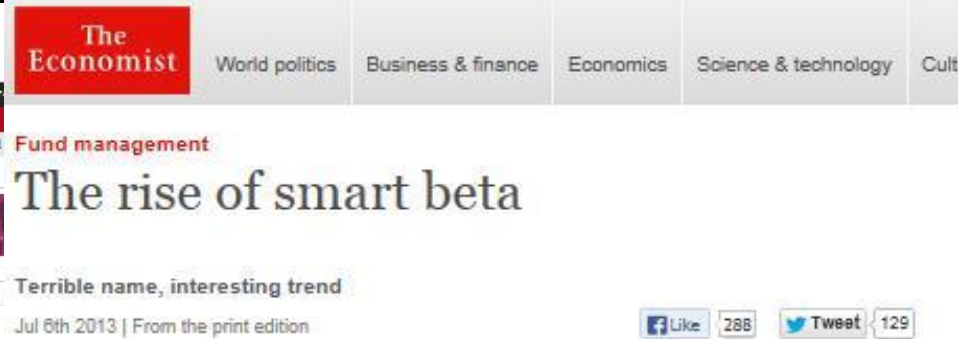 The
Economist
World politics Business & finance Economics Science & technology Cult
Fund management
The rise of smart beta
Terrible name, interesting trend
Jul 6th 2013 | From the print edition
Like 288 Tweet 129